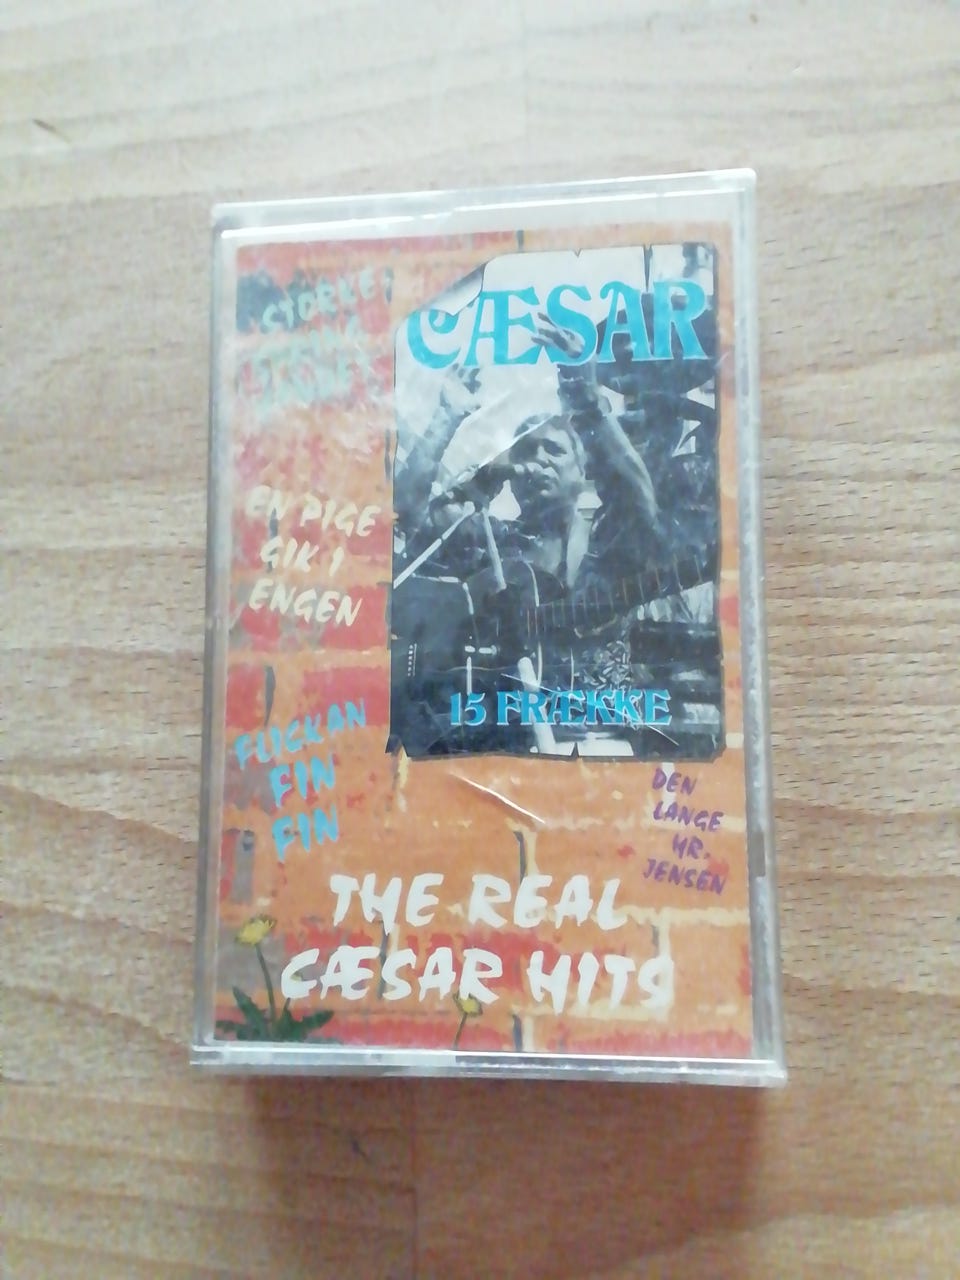 CÆSAR
EN PIGE
GIK I
ENGEN
15 FRÆKKE
FLICKAN
FIN
FIN
DEN
LANGE
HR.
JENSEN
THE REAL
CÆSAR HITS